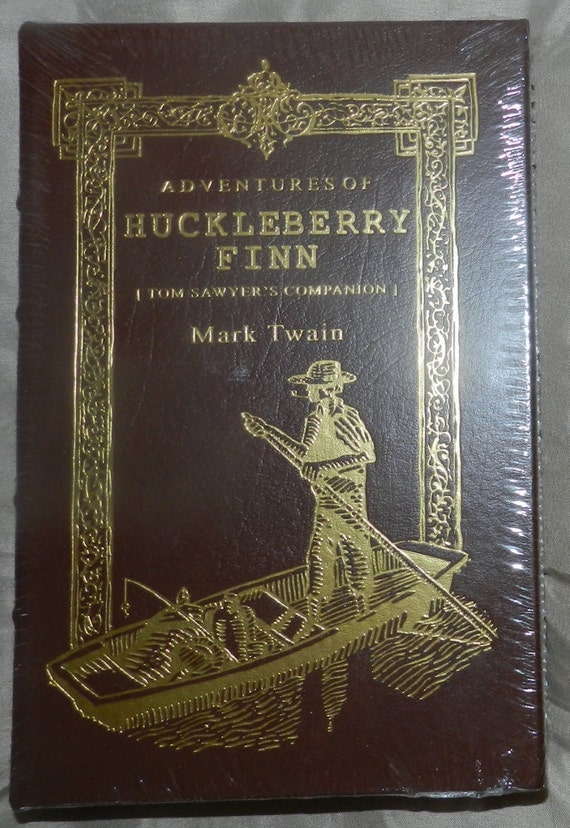 ADVENTURES OF
HUCKLEBERRY
FINN
[ TOM SAWYER'S COMPANION ]
Mark Twain